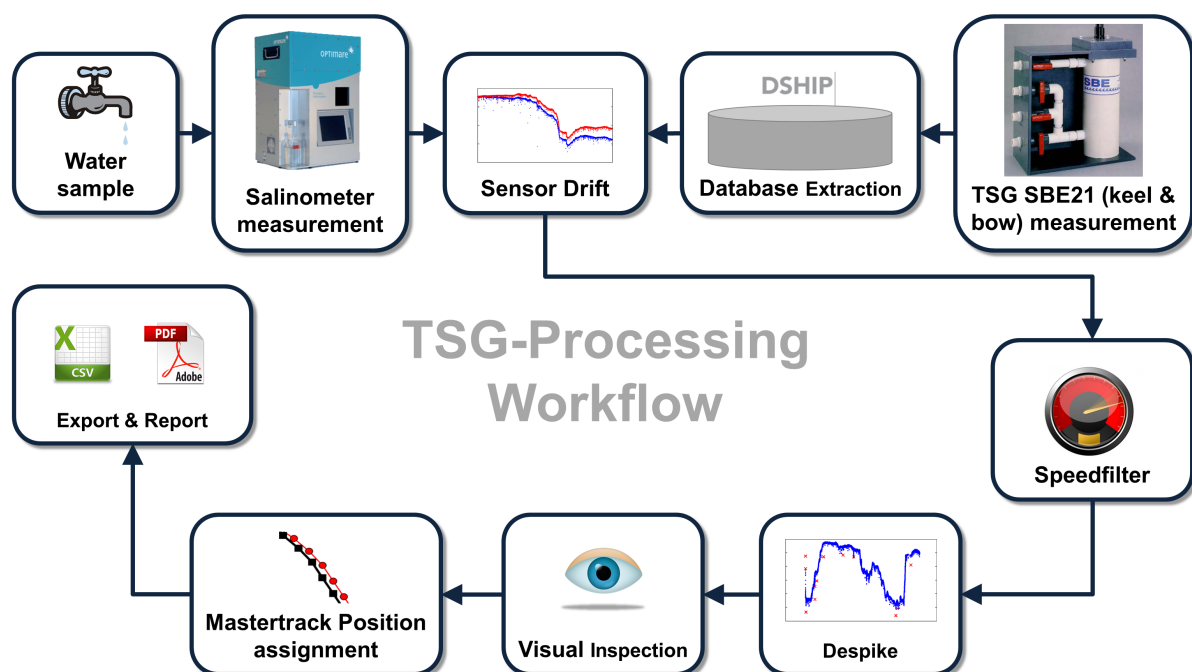 Water
sample
OPTIMARE
Salinometer
measurement
Sensor Drift
DSHIP
Database Extraction
SBE
TSG SBE21 (keel &
bow) measurement
TSG-Processing
Workflow
X
CSV
PDF
Adobe
Export & Report
Speedfilter
Mastertrack Position
assignment
Visual Inspection
Despike